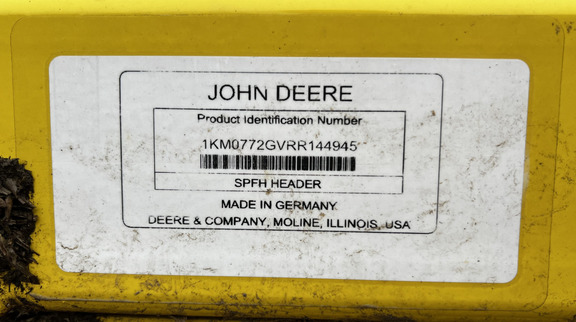 JOHN DEERE
Product Identification Number
1KM0772GVRR144945
SPFH HEADER
MADE IN GERMANY
DEERE & COMPANY, MOLINE, ILLINOIS, USA